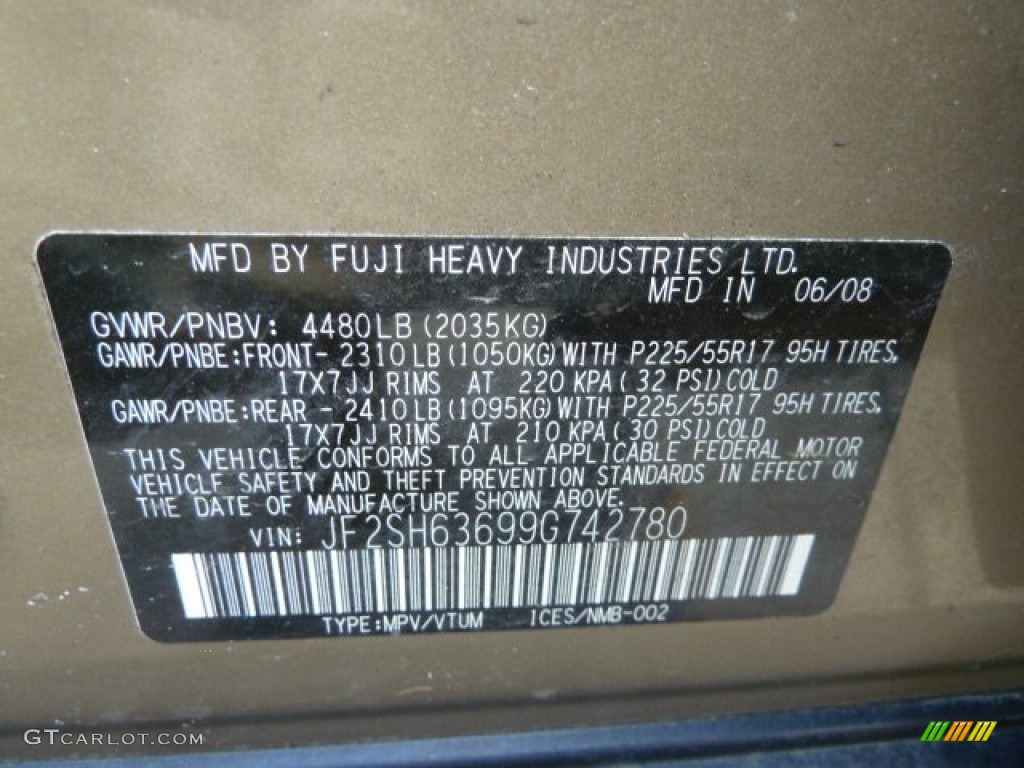 MFD BY FUJI HEAVY INDUSTRIES LTD.
MFD IN 06/08
GVWR/PNBV: 4480LB (2035KG)
GAWR/PNBE:FRONT- 2310LB (1050KG) WITH P225/55R17 95H TIRES,
17X7JJ RIMS AT 220 KPA ( 32 PSI) COLD
GAWR/PNBE:REAR - 2410LB (1095KG) WITH P225/55R17 95H TIRES,
17X7JJ RIMS AT 210 KPA ( 30 PSI) COLD
THIS VEHICLE CONFORMS TO ALL APPLICABLE FEDERAL MOTOR
VEHICLE SAFETY AND THEFT PREVENTION STANDARDS IN EFFECT ON
THE DATE OF MANUFACTURE SHOWN ABOVE.
VIN: JF2SH63699G742780
TYPE:MPV/VTUM ICES/NMB-002
GTCARLOT.COM